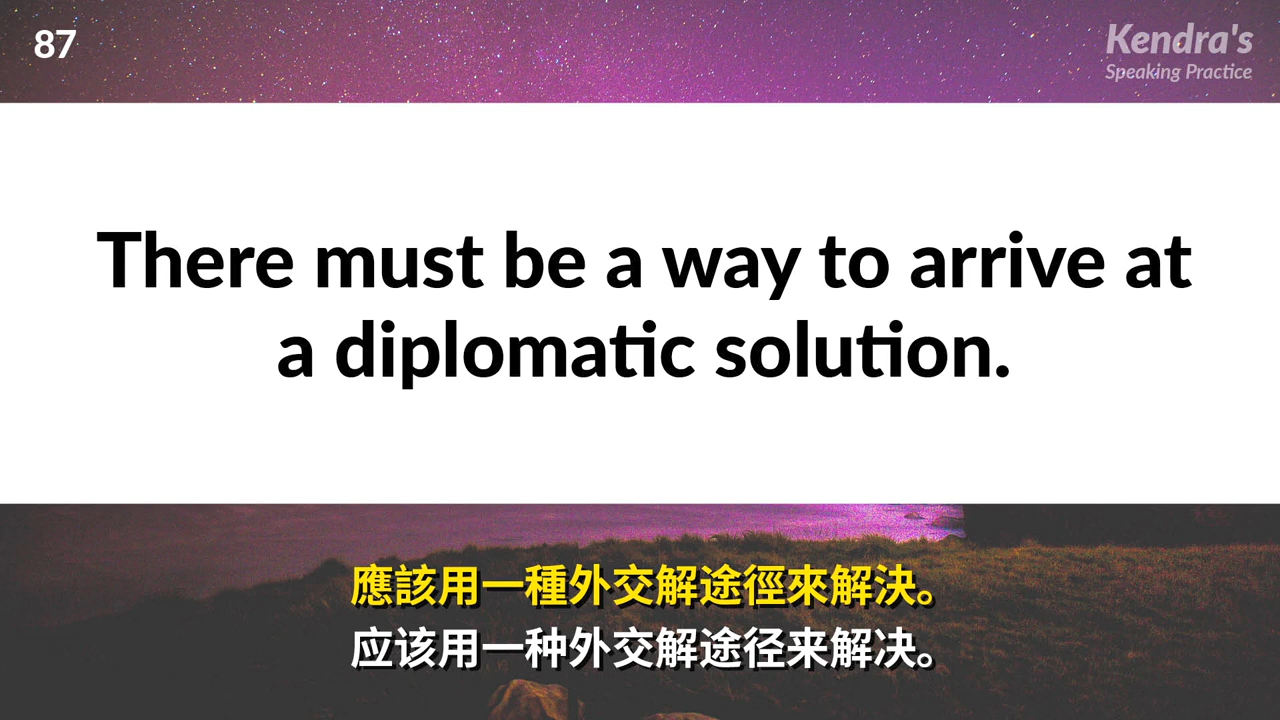 87
Kendra's
Speaking Practice
There must be a way to arrive at
a diplomatic solution.
應該用一種外交解途徑來解決。
应该用一种外交解途径来解决。